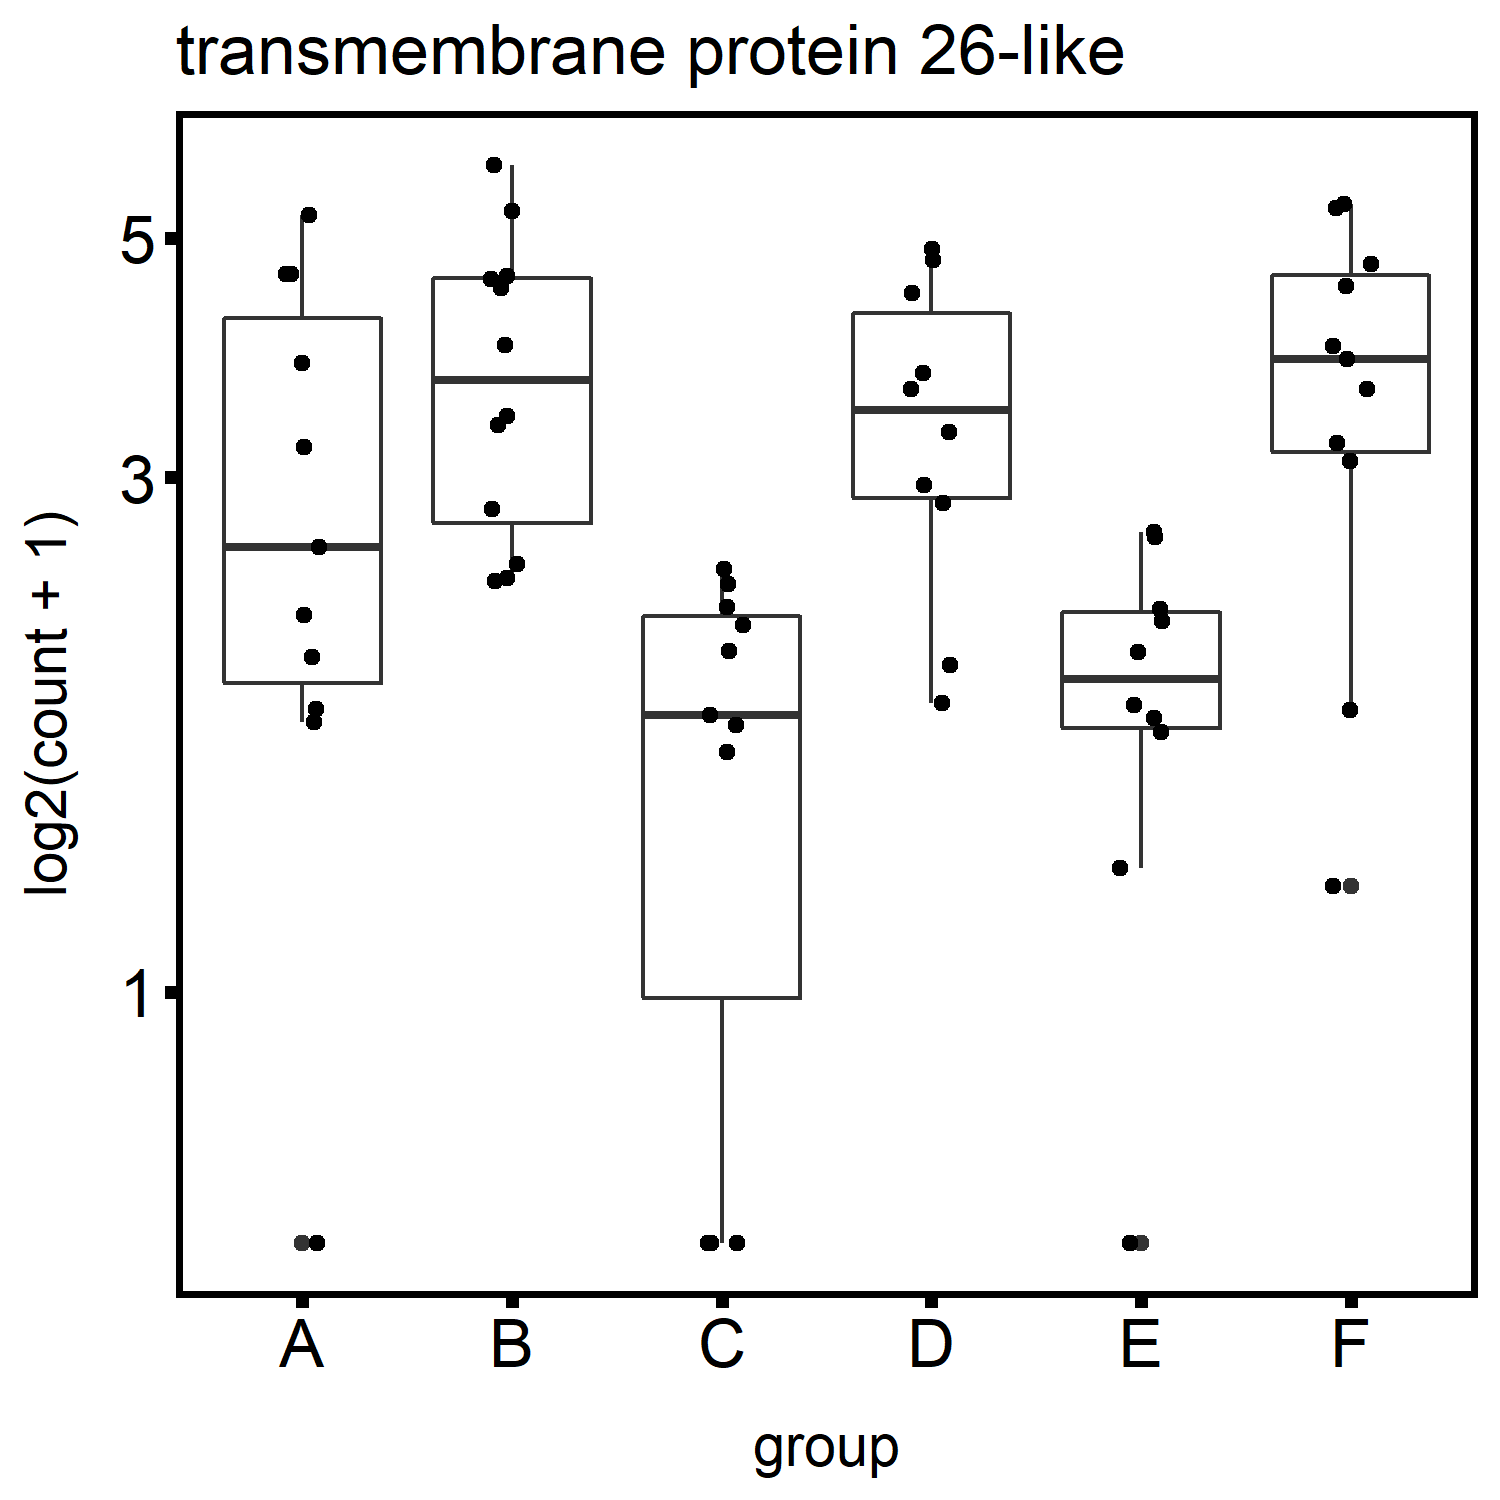 transmembrane protein 26-like
log2(count + 1)
5
3
1
A B C D E F
group